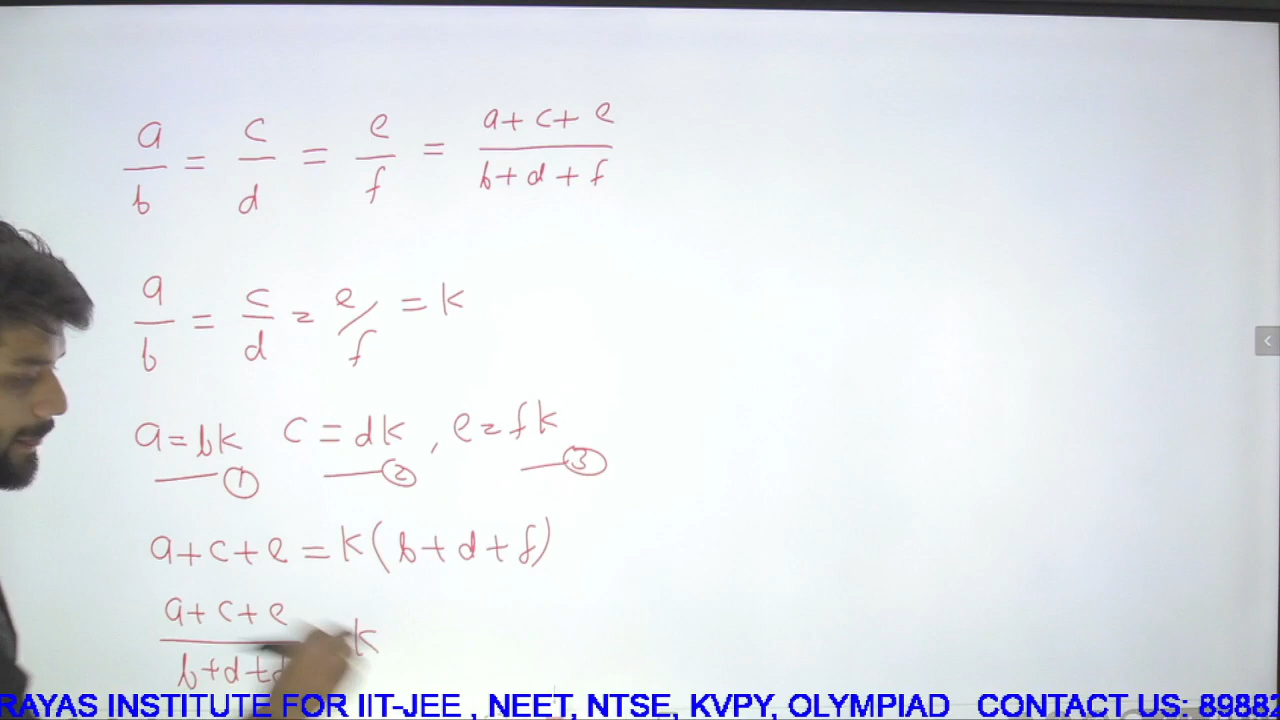 a/b = c/d = e/f = a+c+e/b+d+f
a/b = c/d = e/f = k
a=bk c=dk, e=fk
1 2 3
a+c+e=k(b+d+f)
a+c+e/b+d+ k
RAYAS INSTITUTE FOR IIT-JEE , NEET, NTSE, KVPY, OLYMPIAD CONTACT US: 8988